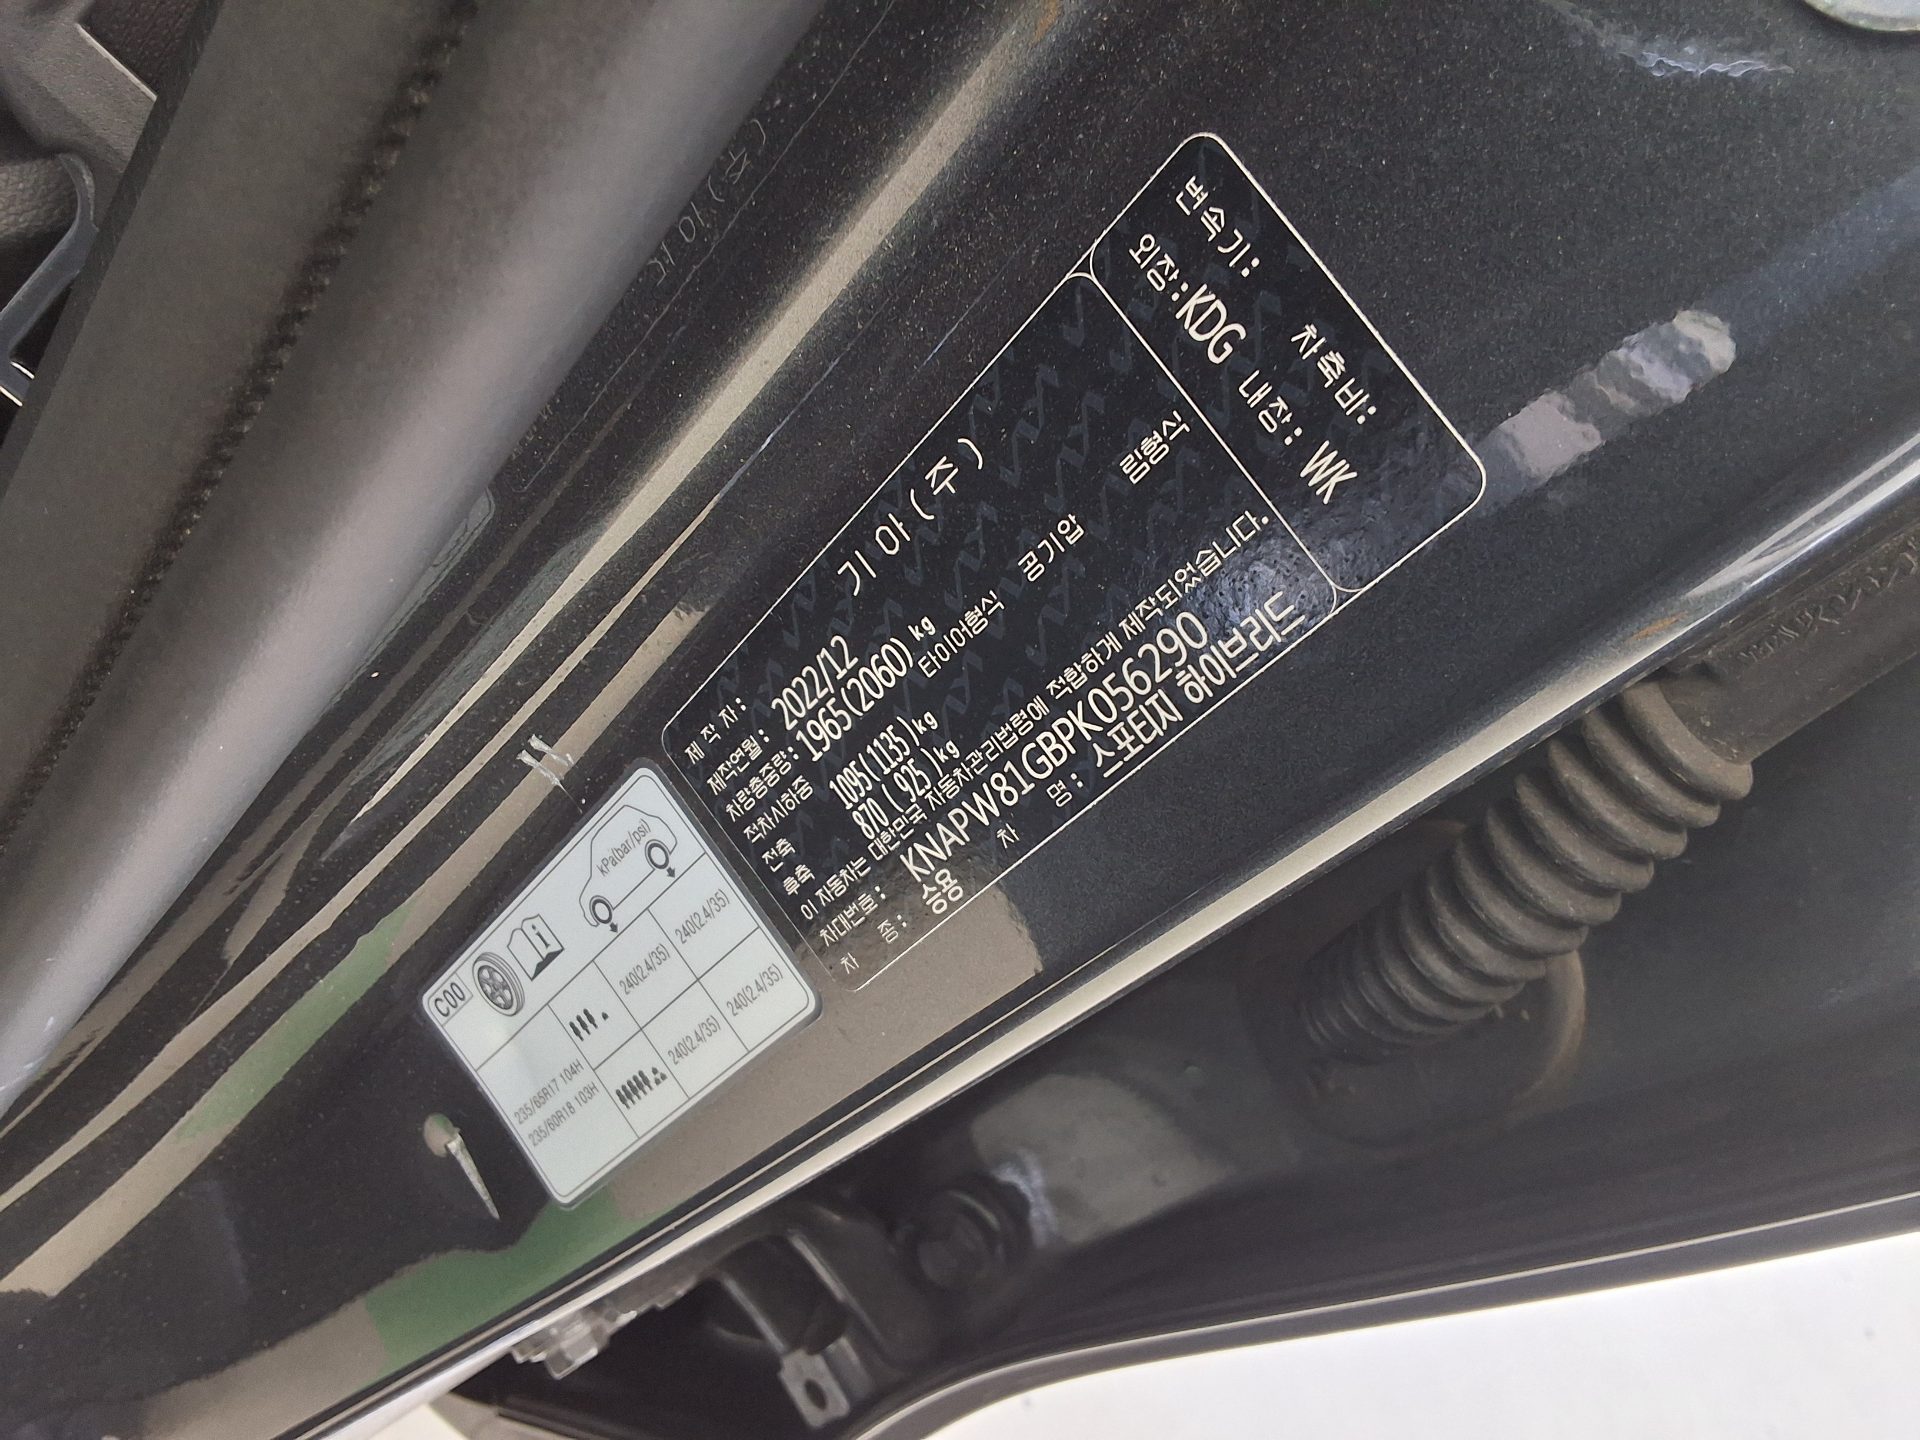 제 작 자: 기 아 ( 주 )
제작연월: 2022/12
차량총중량: 1965(2060) kg
적차시하중 타이어형식 공기압 림형식
전축 1095(1135)kg
후축 870 ( 925) kg
이 자동차는 대한민국 자동차관리법령에 적합하게 제작되었습니다.
차대번호: KNAPW81GBPK056290
차 종: 승용 차 명: 스포티지 하이브리드
변속기: 차축비:
외장:KDG 내장: WK
C00 i kPa(bar/psi)
235/65R17 104H
235/60R18 103H
240(2.4/35) 240(2.4/35)
240(2.4/35) 240(2.4/35)